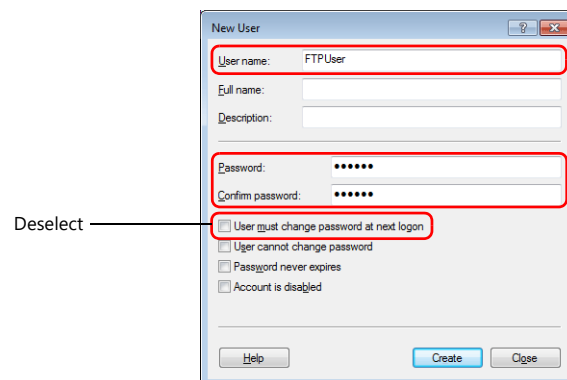 New User
User name: FTPUser
Full name:
Description:
Password: ••••••
Confirm password: ••••••
Deselect
User must change password at next logon
User cannot change password
Password never expires
Account is disabled
Help Create Close